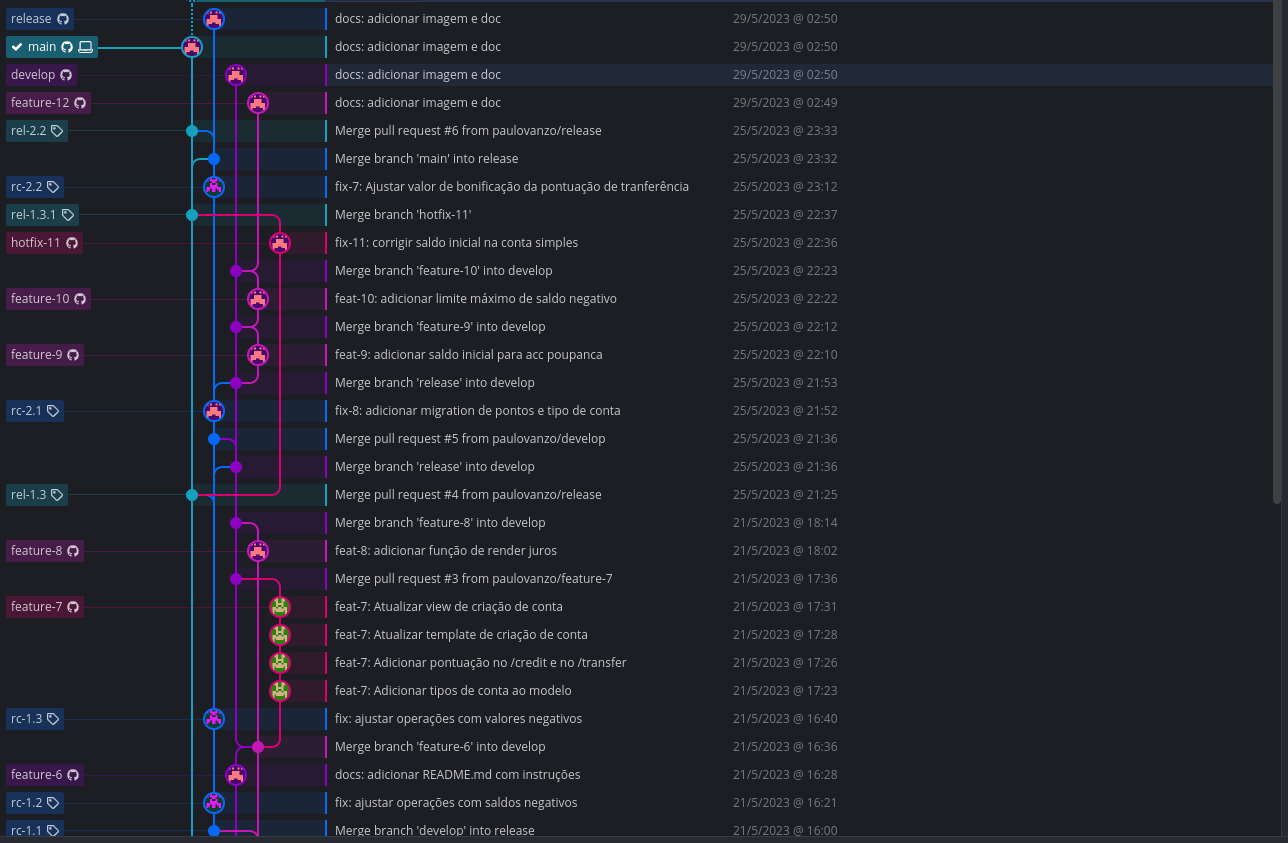 release docs: adicionar imagem e doc 29/5/2023 @ 02:50
main docs: adicionar imagem e doc 29/5/2023 @ 02:50
develop docs: adicionar imagem e doc 29/5/2023 @ 02:50
feature-12 docs: adicionar imagem e doc 29/5/2023 @ 02:49
rel-2.2 Merge pull request #6 from paulovanzo/release 25/5/2023 @ 23:33
Merge branch 'main' into release 25/5/2023 @ 23:32
rc-2.2 fix-7: Ajustar valor de bonificação da pontuação de tranferência 25/5/2023 @ 23:12
rel-1.3.1 Merge branch 'hotfix-11' 25/5/2023 @ 22:37
hotfix-11 fix-11: corrigir saldo inicial na conta simples 25/5/2023 @ 22:36
Merge branch 'feature-10' into develop 25/5/2023 @ 22:23
feature-10 feat-10: adicionar limite máximo de saldo negativo 25/5/2023 @ 22:22
Merge branch 'feature-9' into develop 25/5/2023 @ 22:12
feature-9 feat-9: adicionar saldo inicial para acc poupanca 25/5/2023 @ 22:10
Merge branch 'release' into develop 25/5/2023 @ 21:53
rc-2.1 fix-8: adicionar migration de pontos e tipo de conta 25/5/2023 @ 21:52
Merge pull request #5 from paulovanzo/develop 25/5/2023 @ 21:36
Merge branch 'release' into develop 25/5/2023 @ 21:36
rel-1.3 Merge pull request #4 from paulovanzo/release 25/5/2023 @ 21:25
Merge branch 'feature-8' into develop 21/5/2023 @ 18:14
feature-8 feat-8: adicionar função de render juros 21/5/2023 @ 18:02
Merge pull request #3 from paulovanzo/feature-7 21/5/2023 @ 17:36
feature-7 feat-7: Atualizar view de criação de conta 21/5/2023 @ 17:31
feat-7: Atualizar template de criação de conta 21/5/2023 @ 17:28
feat-7: Adicionar pontuação no /credit e no /transfer 21/5/2023 @ 17:26
feat-7: Adicionar tipos de conta ao modelo 21/5/2023 @ 17:23
rc-1.3 fix: ajustar operações com valores negativos 21/5/2023 @ 16:40
Merge branch 'feature-6' into develop 21/5/2023 @ 16:36
feature-6 docs: adicionar README.md com instruções 21/5/2023 @ 16:28
rc-1.2 fix: ajustar operações com saldos negativos 21/5/2023 @ 16:21
rc-1.1 Merge branch 'develop' into release 21/5/2023 @ 16:00